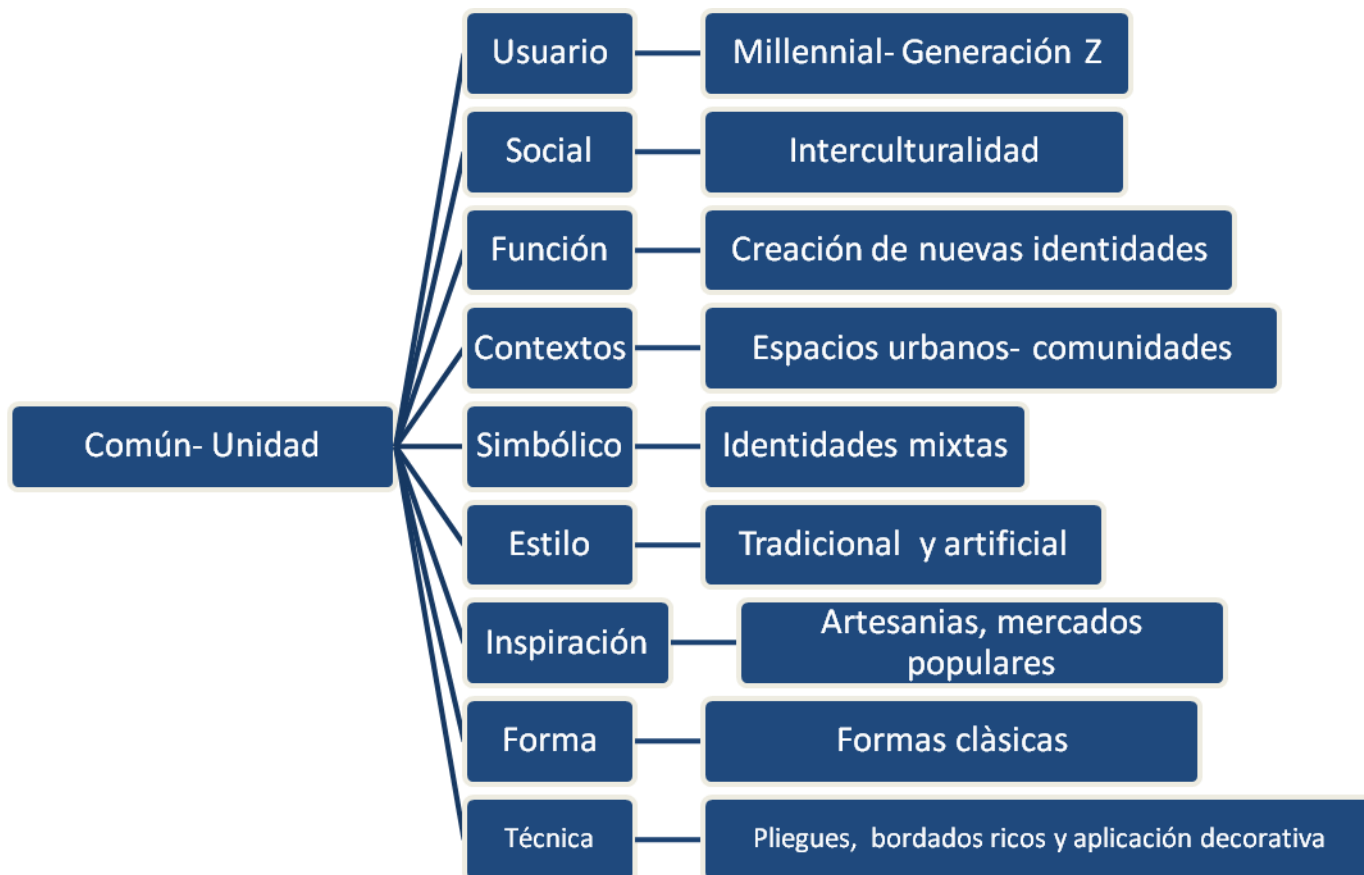 Usuario
Millennial- Generación Z
Social
Interculturalidad
Función
Creación de nuevas identidades
Contextos
Espacios urbanos- comunidades
Común- Unidad
Simbólico
Identidades mixtas
Estilo
Tradicional  y artificial
Inspiración
Artesanias, mercados
populares
Forma
Formas clàsicas
Técnica
Pliegues,  bordados ricos y aplicación decorativa